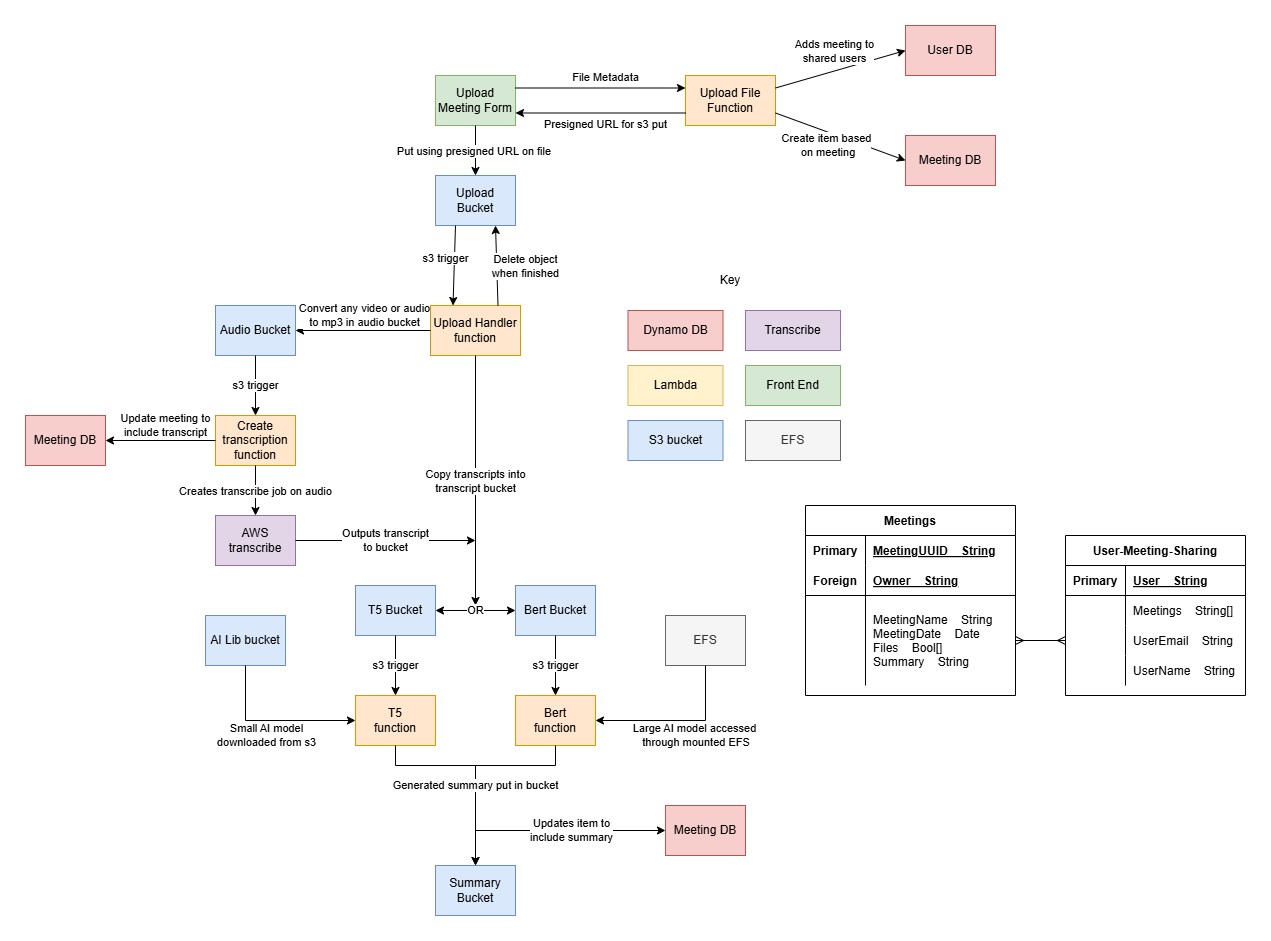 Adds meeting to
shared users
User DB
File Metadata
Upload
Meeting Form
Upload File
Function
Presigned URL for s3 put
Create item based
on meeting
Meeting DB
Put using presigned URL on file
Upload
Bucket
s3 trigger
Delete object
when finished
Key
Convert any video or audio
to mp3 in audio bucket
Audio Bucket
Upload Handler
function
Dynamo DB
Transcribe
Lambda
Front End
S3 bucket
EFS
s3 trigger
Update meeting to
include transcript
Meeting DB
Create
transcription
function
Copy transcripts into
transcript bucket
Creates transcribe job on audio
AWS
transcribe
Outputs transcript
to bucket
Meetings
Primary
MeetingUUID String
Foreign
Owner String
MeetingName String
MeetingDate Date
Files Bool[]
Summary String
User-Meeting-Sharing
Primary
User String
Meetings String[]
UserEmail String
UserName String
T5 Bucket
OR
Bert Bucket
AI Lib bucket
EFS
s3 trigger
s3 trigger
T5
function
Bert
function
Small AI model
downloaded from s3
Large AI model accessed
through mounted EFS
Generated summary put in bucket
Updates item to
include summary
Meeting DB
Summary
Bucket